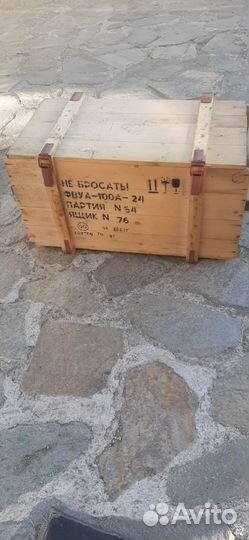 НЕ БРОСАТЬ!
ФВУА-100А-24
ПАРТИЯ N 54
ЯЩИК N 76
Avito